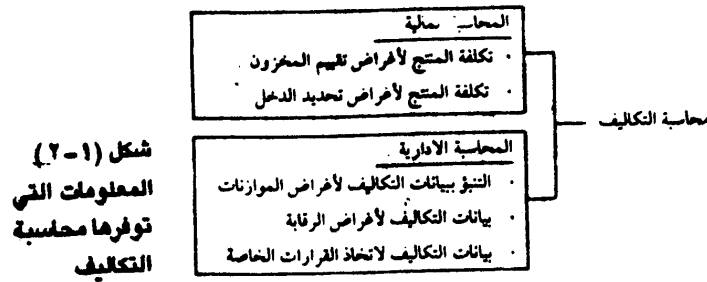 المحاسبة
· تكلفة المنتج لأغراض تقييم المخزون
· تكلفة المنتج لأغراض تحديد الدخل
محاسبة التكاليف
المحاسبة الادارية
· التنبؤ ببيانات التكاليف لأغراض الموازنات
· بيانات التكاليف لأغراض الرقابة
· بيانات التكاليف لاتخاذ القرارات الخاصة
شكل (١-٢)
المعلومات التي
توفرها محاسبة
التكاليف